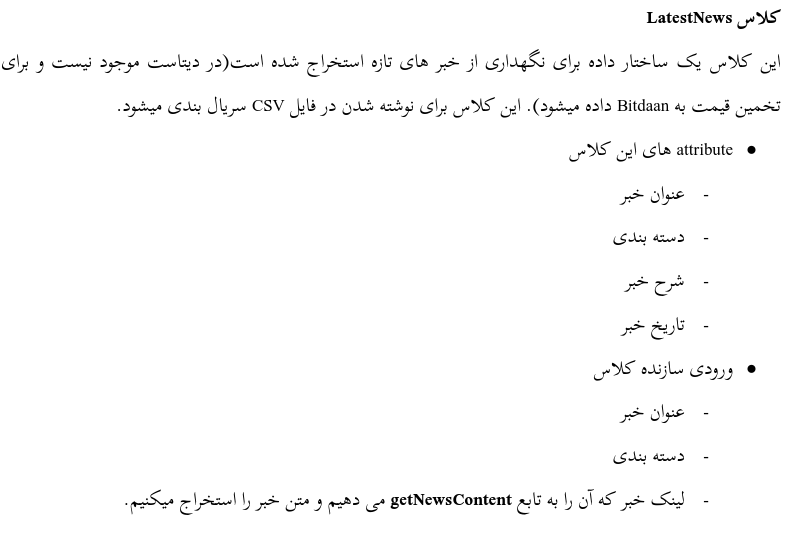 کلاس LatestNews
این کلاس یک ساختار داده برای نگهداری از خبر های تازه استخراج شده است(در دیتاست موجود نیست و برای
تخمین قیمت به Bitdaan داده میشود). این کلاس برای نوشته شدن در فایل CSV سریال بندی میشود.
● attribute های این کلاس
- عنوان خبر
- دسته بندی
- شرح خبر
- تاریخ خبر
● ورودی سازنده کلاس
- عنوان خبر
- دسته بندی
- لینک خبر که آن را به تابع getNewsContent می دهیم و متن خبر را استخراج میکنیم.